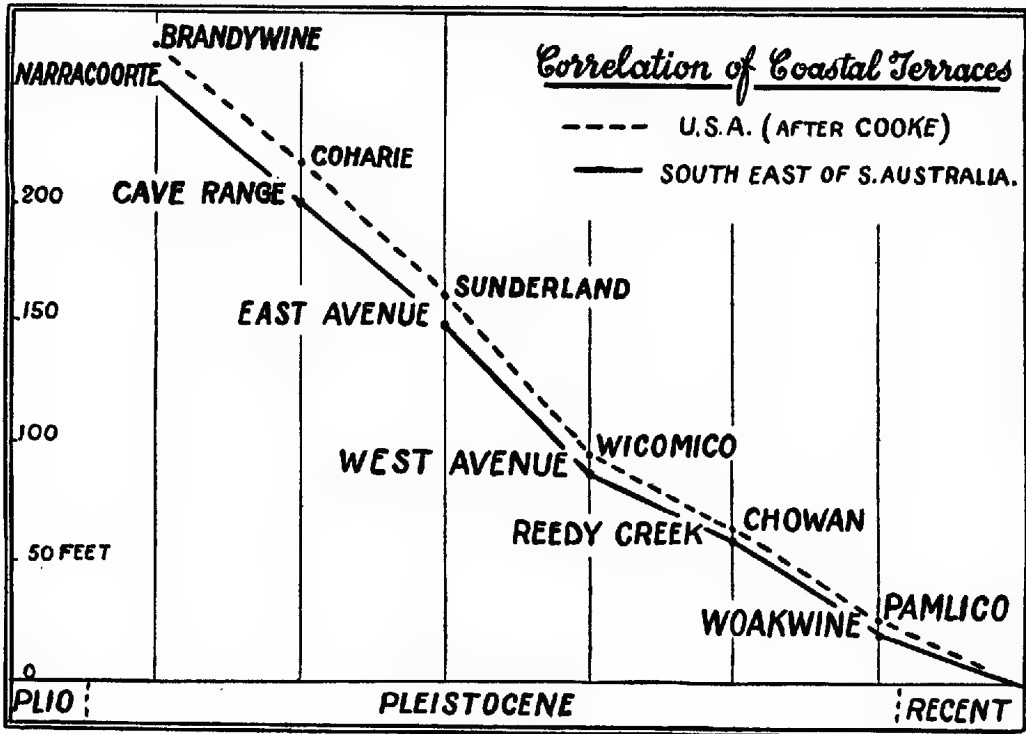 Correlation of Coastal Terraces
U.S.A. (AFTER COOKE)
SOUTH EAST OF S. AUSTRALIA.
BRANDYWINE
NARRACOORTE
COHARIE
200
CAVE RANGE
SUNDERLAND
150
EAST AVENUE
100
WICOMICO
WEST AVENUE
CHOWAN
REEDY CREEK
50 FEET
PAMLICO
WOAKWINE
0
PLIO PLEISTOCENE RECENT